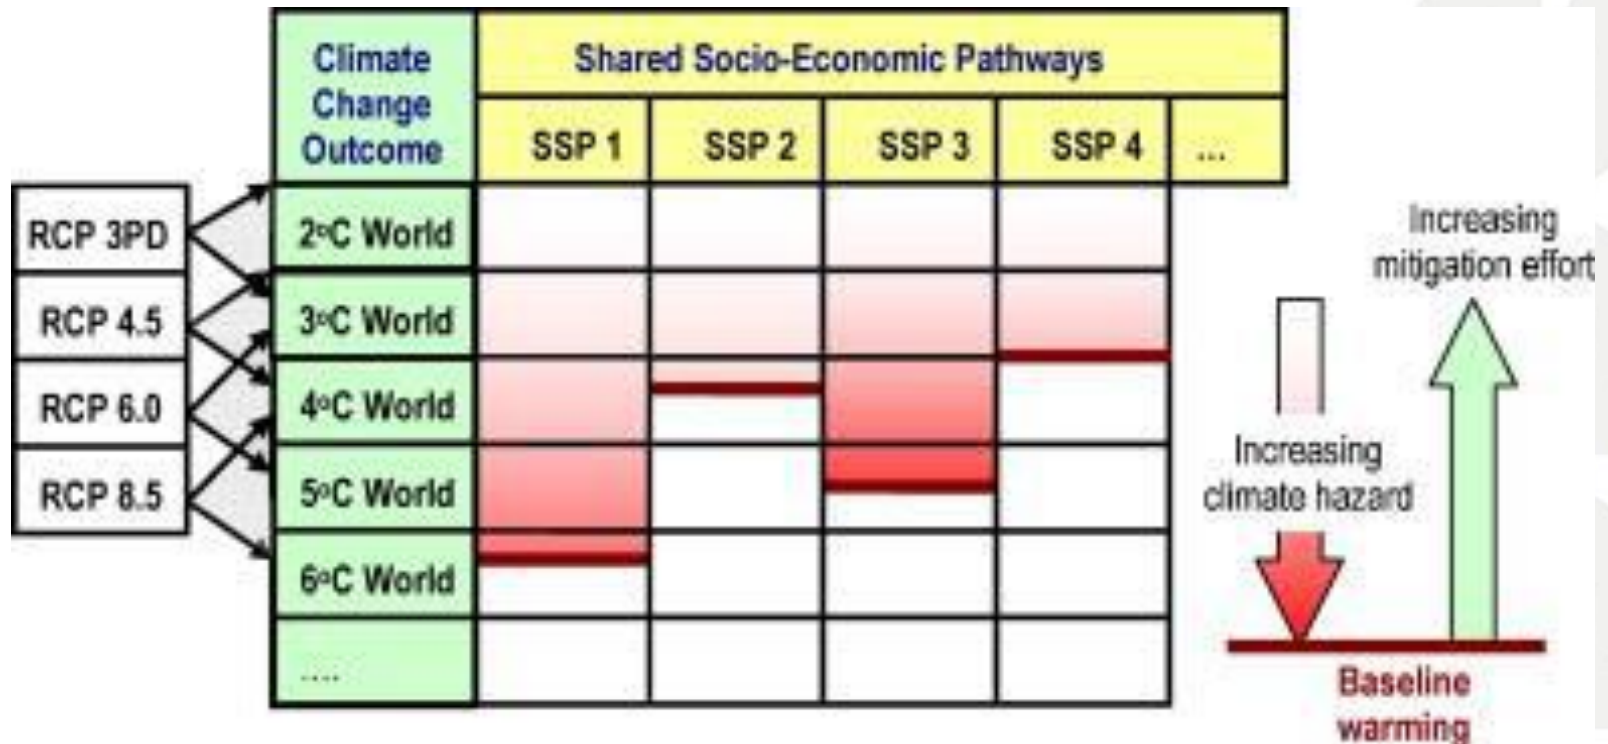 Climate
Change
Outcome
Shared Socio-Economic Pathways
SSP 1
SSP 2
SSP 3
SSP 4
...
RCP 3PD
RCP 4.5
RCP 6.0
RCP 8.5
2°C World
3°C World
4°C World
5°C World
6°C World
....
Increasing
mitigation effort
Increasing
climate hazard
Baseline
warming